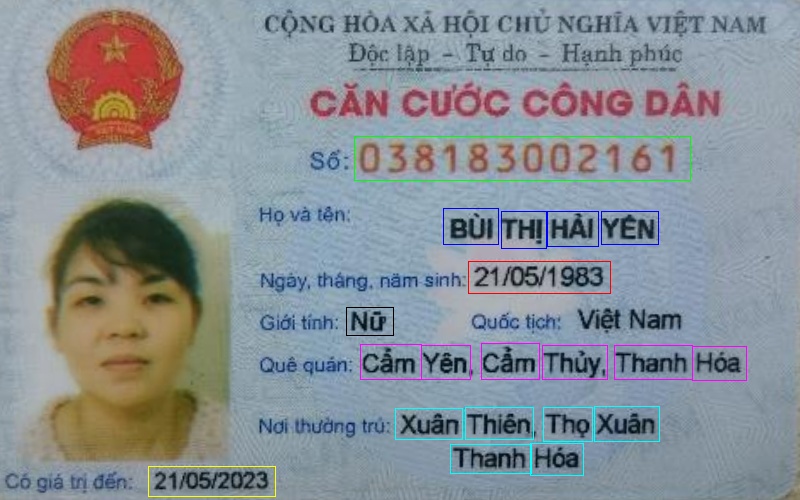 CỘNG HÒA XÃ HỘI CHỦ NGHĨA VIỆT NAM
Độc lập - Tự do - Hạnh phúc
CĂN CƯỚC CÔNG DÂN
Số: 038183002161
Họ và tên:
BÙI THỊ HẢI YẾN
Ngày, tháng, năm sinh: 21/05/1983
Giới tính: Nữ Quốc tịch: Việt Nam
Quê quán: Cẩm Yên, Cẩm Thủy, Thanh Hóa
Nơi thường trú: Xuân Thiên, Thọ Xuân
Thanh Hóa
Có giá trị đến: 21/05/2023